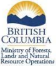 BRITISH
COLUMBIA
Ministry of Forests,
Lands and Natural
Resource Operations